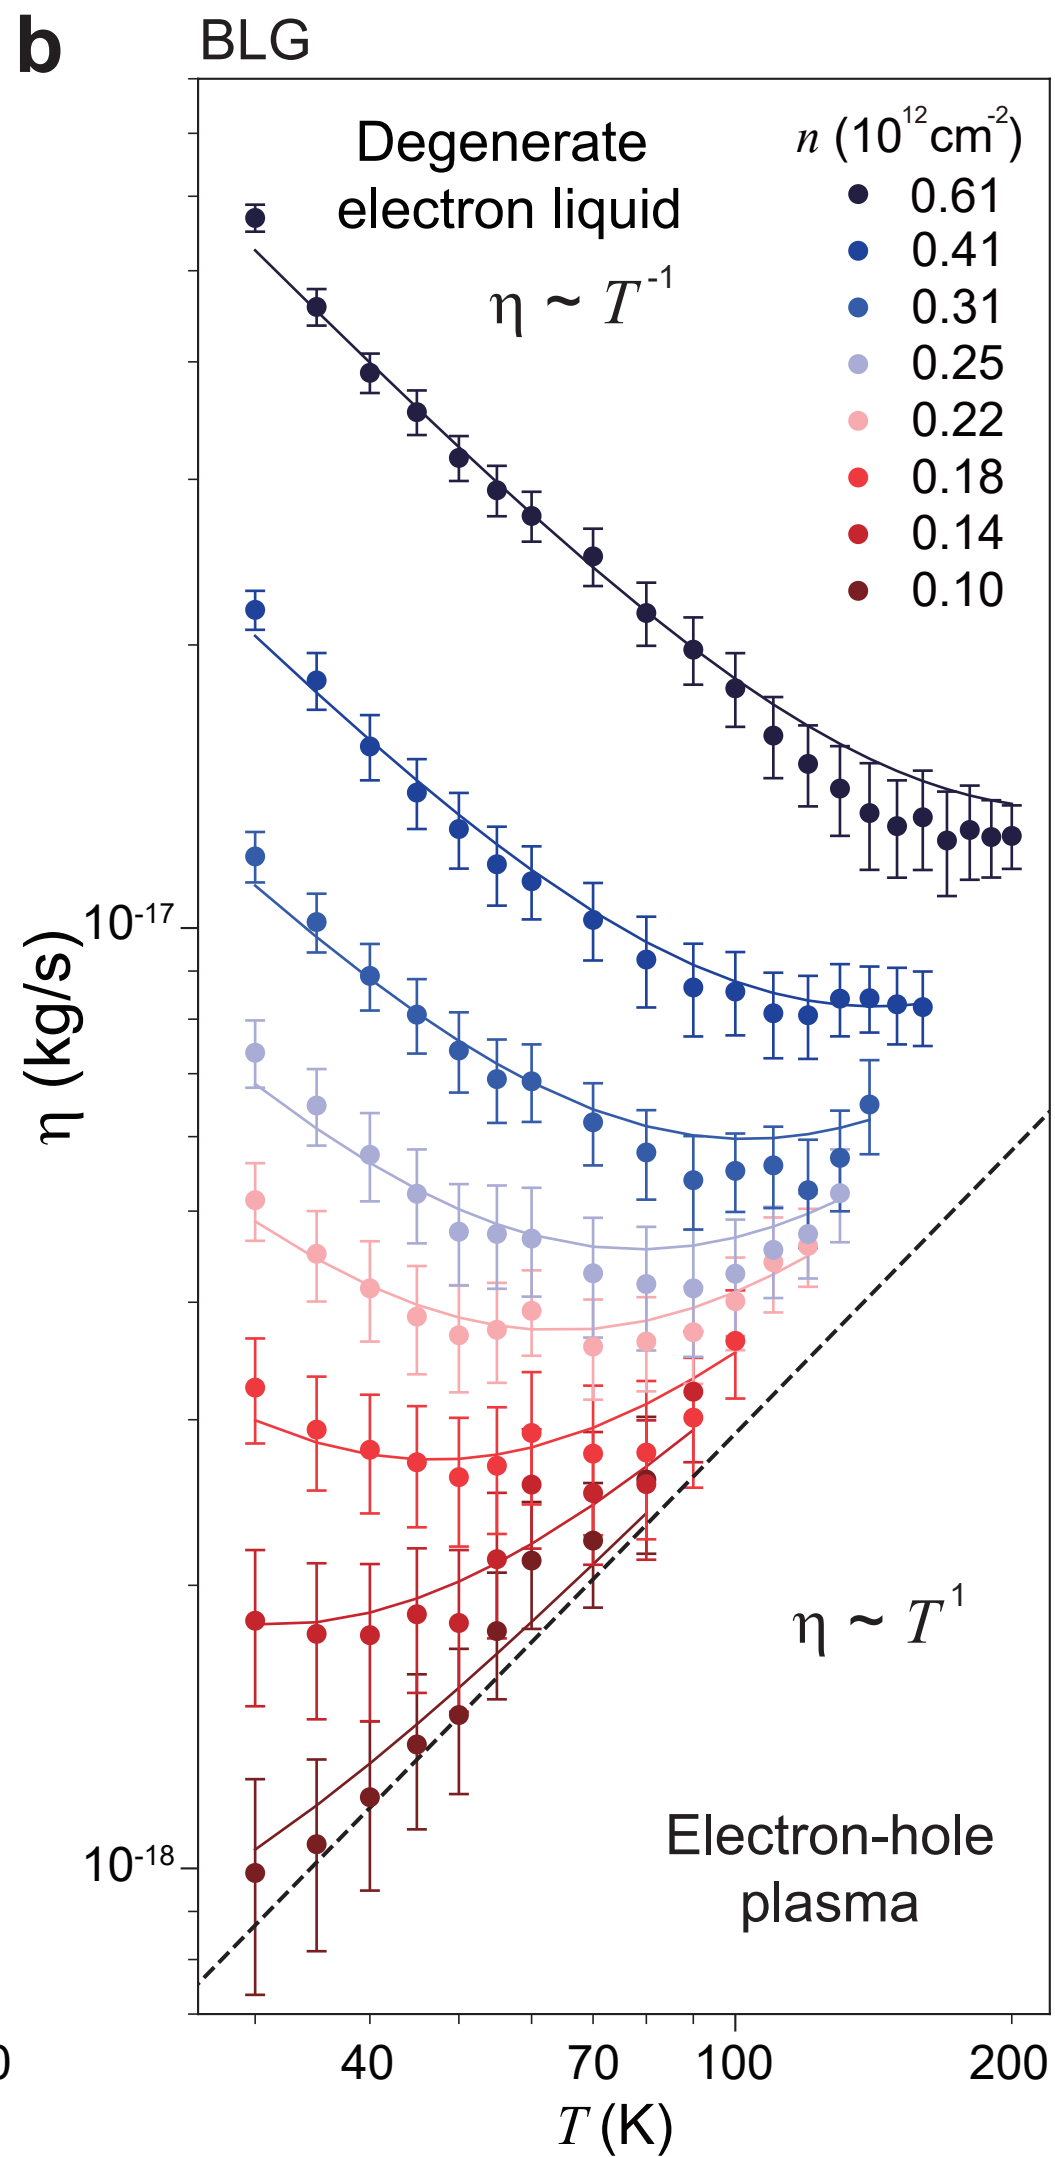 b
BLG
Degenerate
electron liquid
η ~ T⁻¹
n (10¹²cm⁻²)
0.61
0.41
0.31
0.25
0.22
0.18
0.14
0.10
10⁻¹⁷
η (kg/s)
η ~ T¹
Electron-hole
plasma
10⁻¹⁸
0
40
70
100
200
T (K)